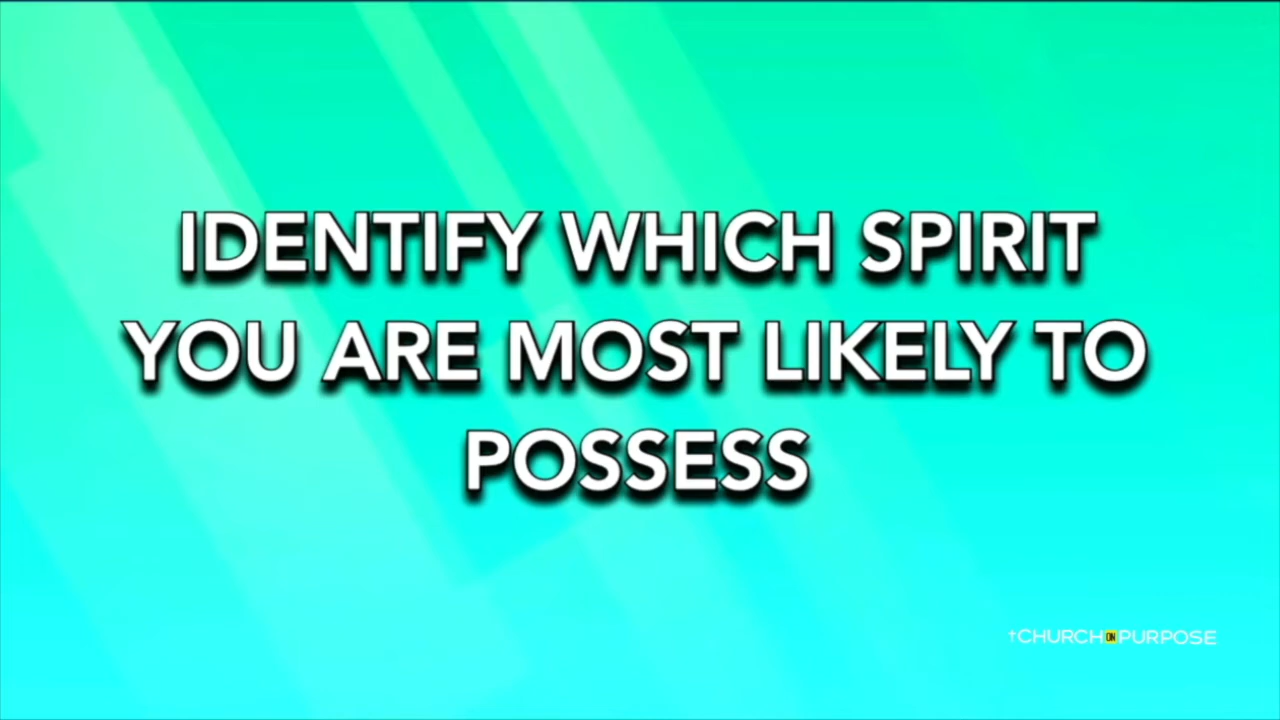 IDENTIFY WHICH SPIRIT
YOU ARE MOST LIKELY TO
POSSESS
CHURCH ON PURPOSE